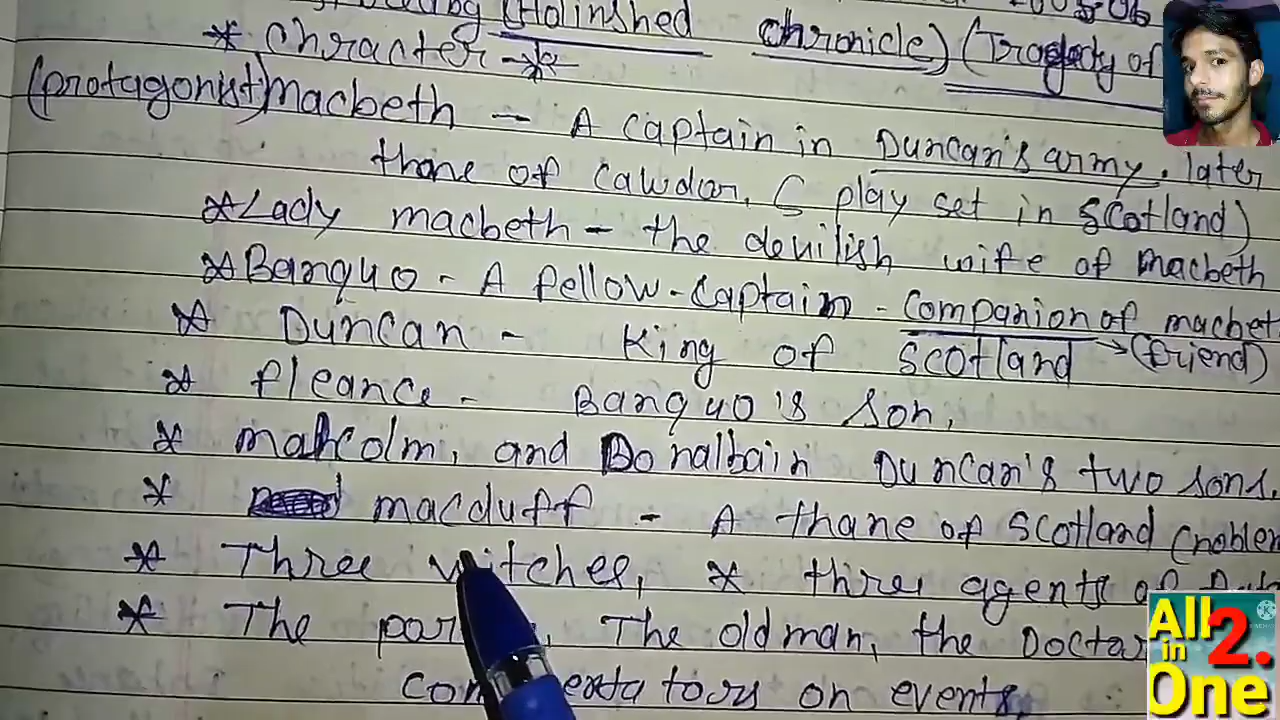 (Holinshed chronicle) (Tragedy of
* Chracter
(protagonist) macbeth - A captain in Duncan's army. later
thane of cawdor, ( play set in scotland)
* Lady macbeth - the devilish wife of macbeth
* Banquo - A fellow-captain - companion of macbet
* Duncan - King of scotland → (friend)
* fleance - Banquo's son,
* malcolm, and Donalbain Duncan's two sons.
* macduff - A thane of scotland (noblem
* Three witches, * three agents of
* The The old man, the Doctor
on events,
All in One 2.